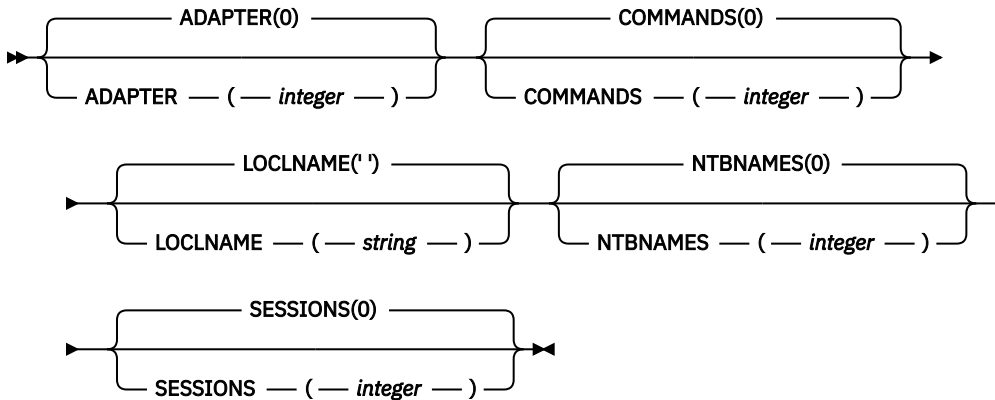 ADAPTER(0) COMMANDS(0)
ADAPTER ( integer ) COMMANDS ( integer )
LOCLNAME(' ') NTBNAMES(0)
LOCLNAME ( string ) NTBNAMES ( integer )
SESSIONS(0)
SESSIONS ( integer )